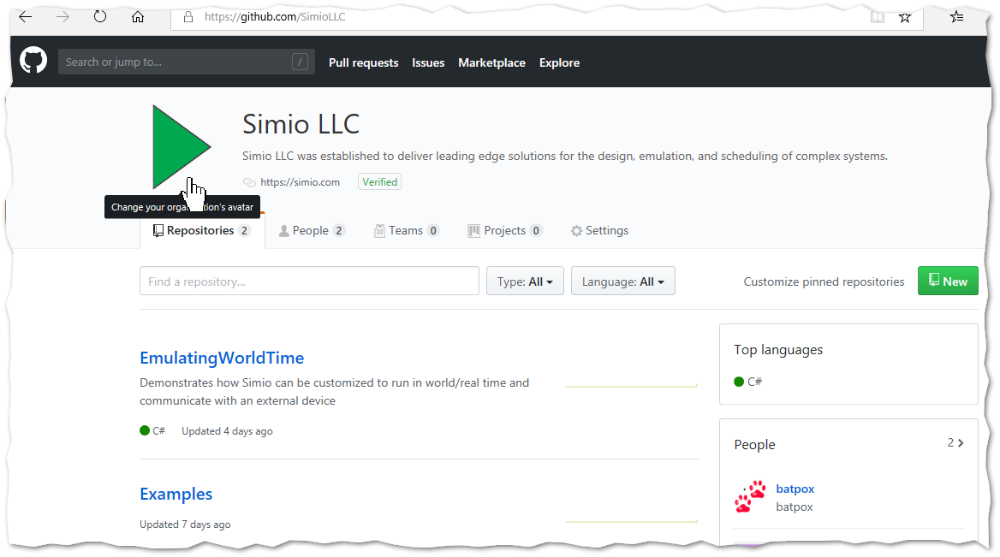 https://github.com/SimioLLC
Search or jump to... /
Pull requests Issues Marketplace Explore
Simio LLC
Simio LLC was established to deliver leading edge solutions for the design, emulation, and scheduling of complex systems.
https://simio.com Verified
Change your orga tion's avatar
Repositories 2 People 2 Teams 0 Projects 0 Settings
Find a repository... Type: All Language: All Customize pinned repositories New
EmulatingWorldTime
Demonstrates how Simio can be customized to run in world/real time and
communicate with an external device
C# Updated 4 days ago
Examples
Updated 7 days ago
Top languages
C#
People 2
batpox
batpox